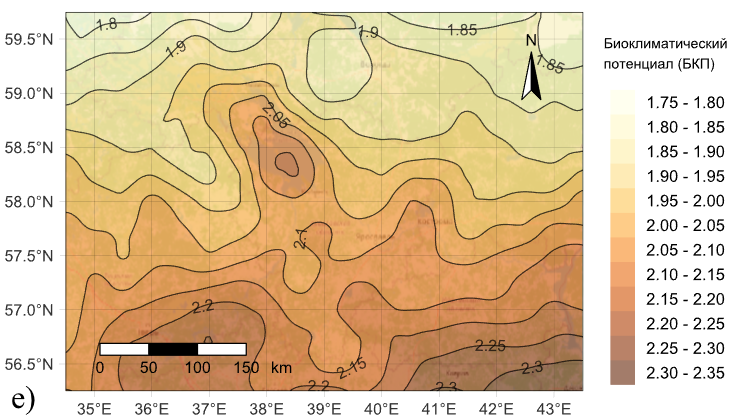 59.5°N
59.0°N
58.5°N
58.0°N
57.5°N
57.0°N
56.5°N
1.8
1.9
1.9
1.85
1.85
2.05
2.1
2.2
2.15
2.2
2.25
2.3
2.3
N
0 50 100 150 km
35°E 36°E 37°E 38°E 39°E 40°E 41°E 42°E 43°E
е)
Биоклиматический
потенциал (БКП)
1.75 - 1.80
1.80 - 1.85
1.85 - 1.90
1.90 - 1.95
1.95 - 2.00
2.00 - 2.05
2.05 - 2.10
2.10 - 2.15
2.15 - 2.20
2.20 - 2.25
2.25 - 2.30
2.30 - 2.35